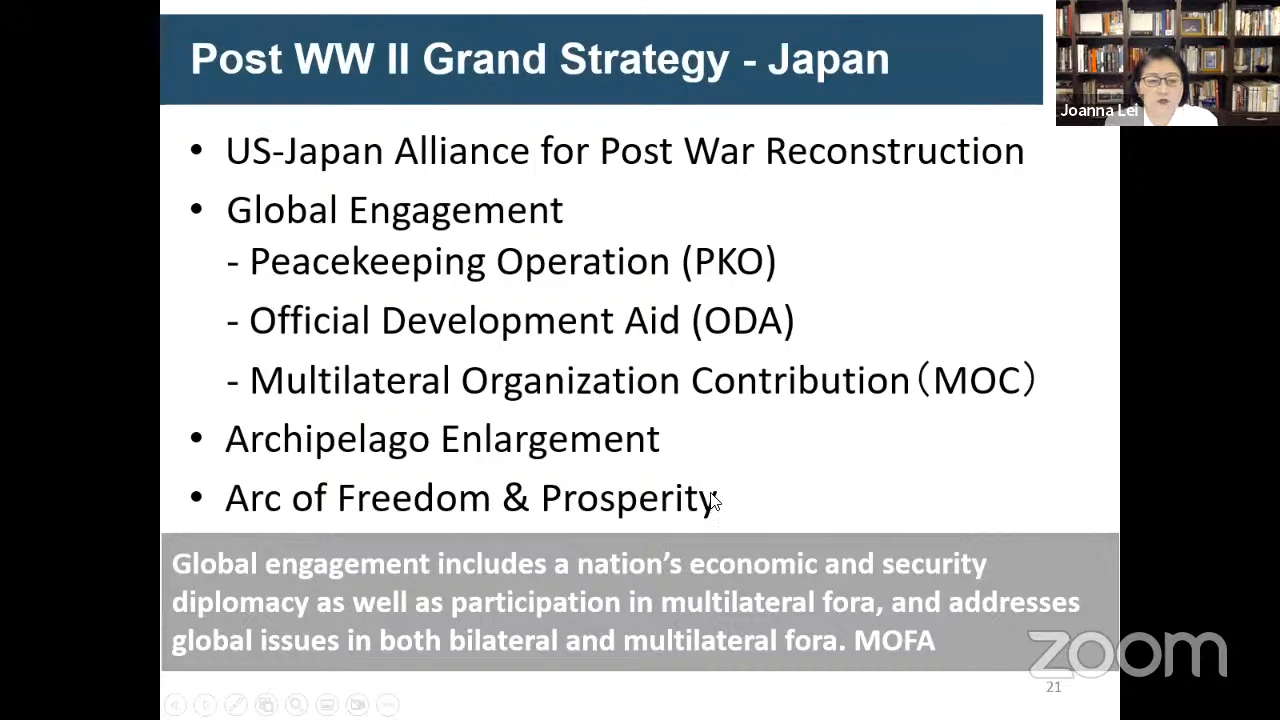 Post WW II Grand Strategy - Japan
Joanna Lei
• US-Japan Alliance for Post War Reconstruction
• Global Engagement
- Peacekeeping Operation (PKO)
- Official Development Aid (ODA)
- Multilateral Organization Contribution（MOC）
• Archipelago Enlargement
• Arc of Freedom & Prosperity
Global engagement includes a nation's economic and security
diplomacy as well as participation in multilateral fora, and addresses
global issues in both bilateral and multilateral fora. MOFA
zoom
21